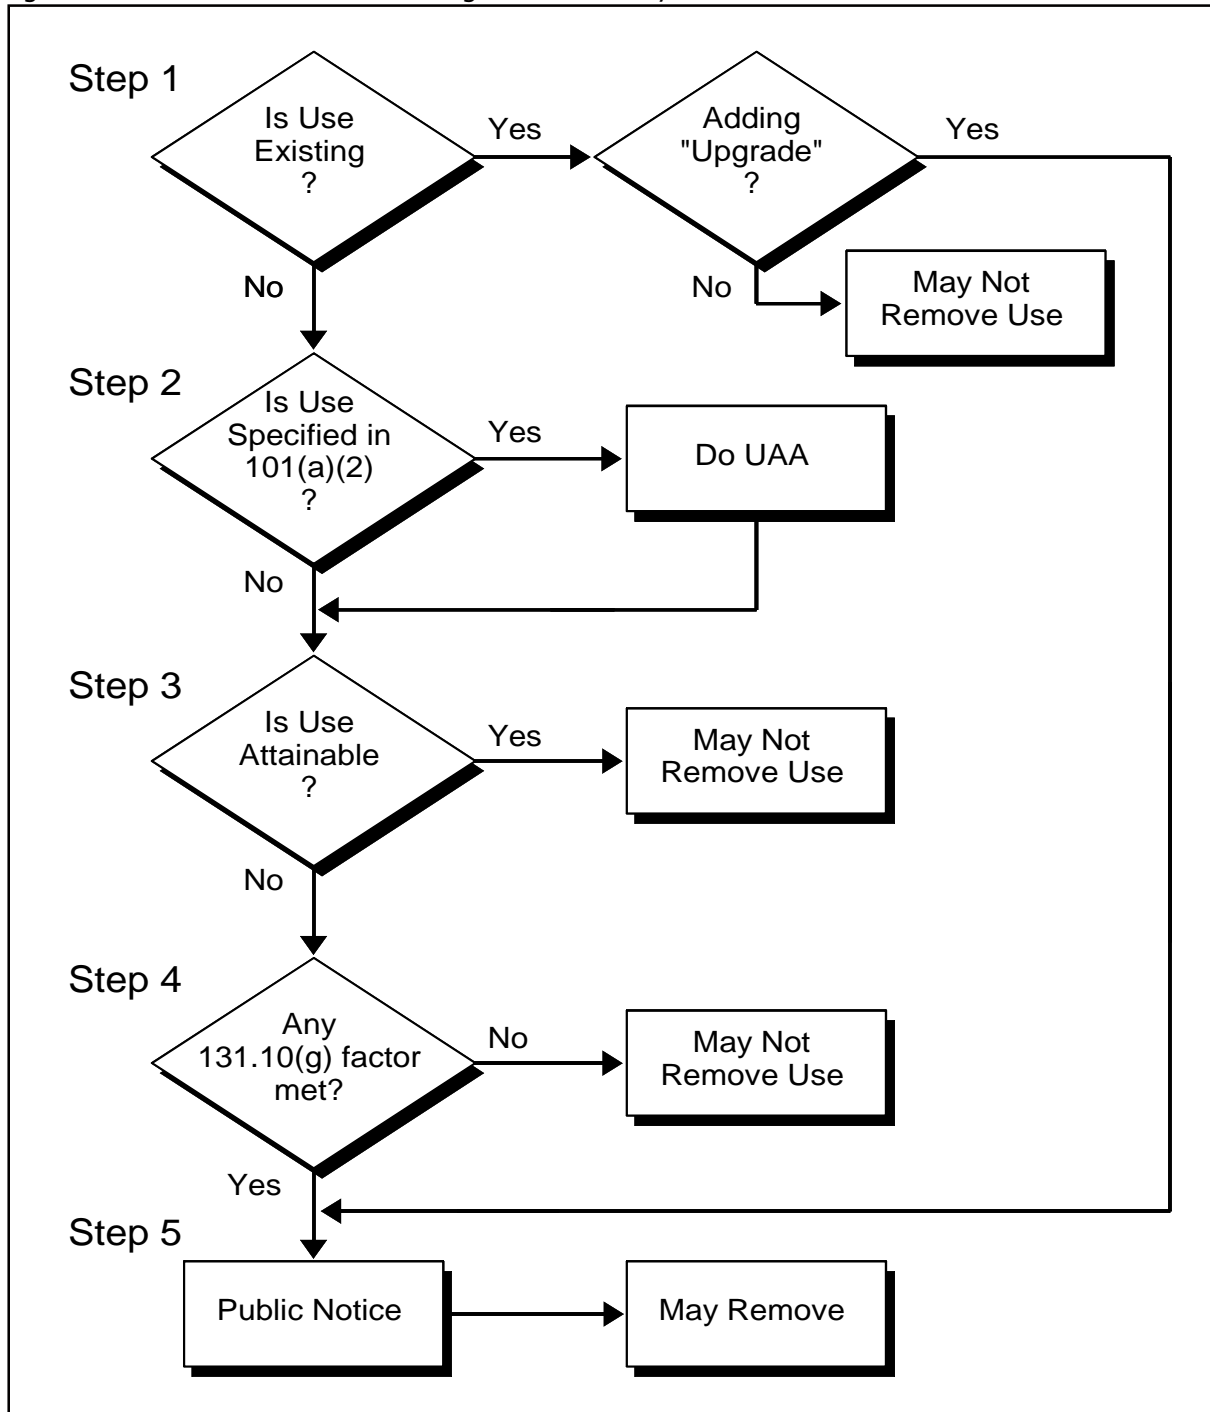 Step 1
Is Use
Existing
?
Yes
Adding
"Upgrade"
?
Yes
No
No
May Not
Remove Use
Step 2
Is Use
Specified in
101(a)(2)
?
Yes
Do UAA
No
Step 3
Is Use
Attainable
?
Yes
May Not
Remove Use
No
Step 4
Any
131.10(g) factor
met?
No
May Not
Remove Use
Yes
Step 5
Public Notice
May Remove